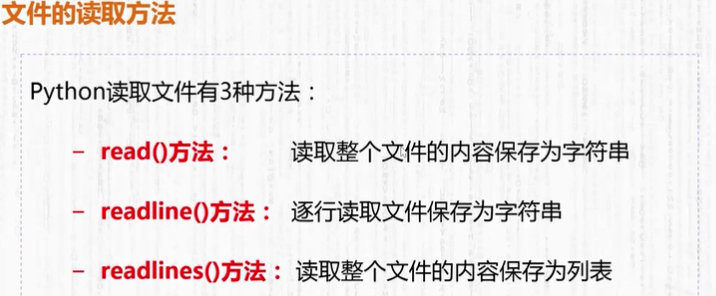 文件的读取方法
Python读取文件有3种方法：
– read()方法： 读取整个文件的内容保存为字符串
– readline()方法： 逐行读取文件保存为字符串
– readlines()方法： 读取整个文件的内容保存为列表